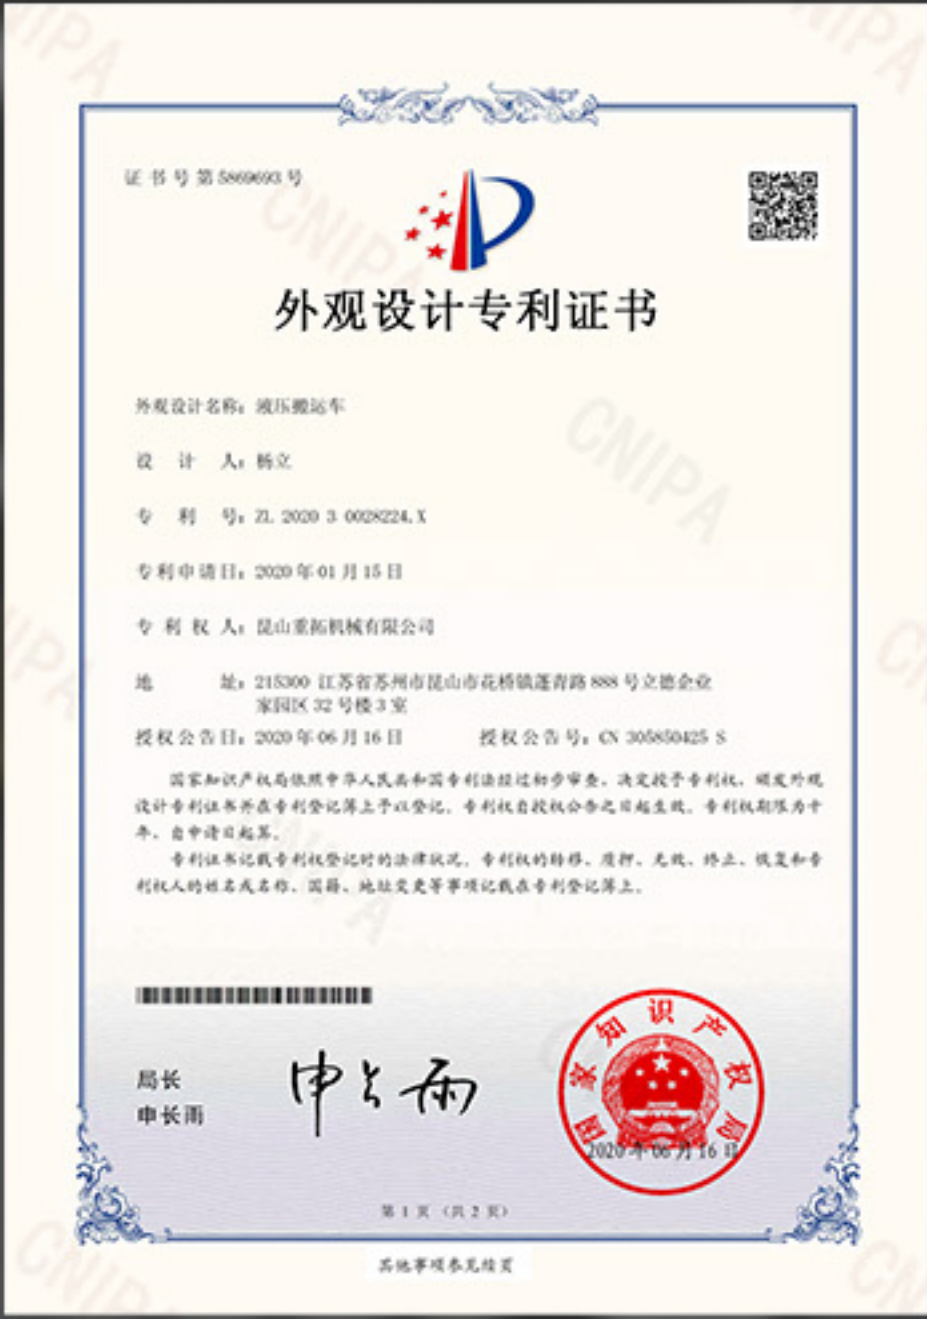 证书号第5869693号
外观设计专利证书
外观设计名称：液压搬运车
设 计 人：杨立
专 利 号：ZL 2020 3 0028224.X
专利申请日：2020年01月15日
专 利 权 人：昆山重拓机械有限公司
地 址：215300 江苏省苏州市昆山市花桥镇蓬青路888号立德企业
家园区32号楼3室
授权公告日：2020年06月16日 授权公告号：CN 305850425 S
国家知识产权局依照中华人民共和国专利法经过初步审查，决定授予专利权，颁发外观
设计专利证书并在专利登记簿上予以登记。专利权自授权公告之日起生效。专利权期限为十
年，自申请日起算。
专利证书记载专利权登记时的法律状况。专利权的转移、质押、无效、终止、恢复和专
利权人的姓名或名称、国籍、地址变更等事项记载在专利登记簿上。
局长
申长雨
申长雨
国家知识产权局
2020年06月16日
第 1 页 (共 2 页)
其他事项参见续页
CNIPA